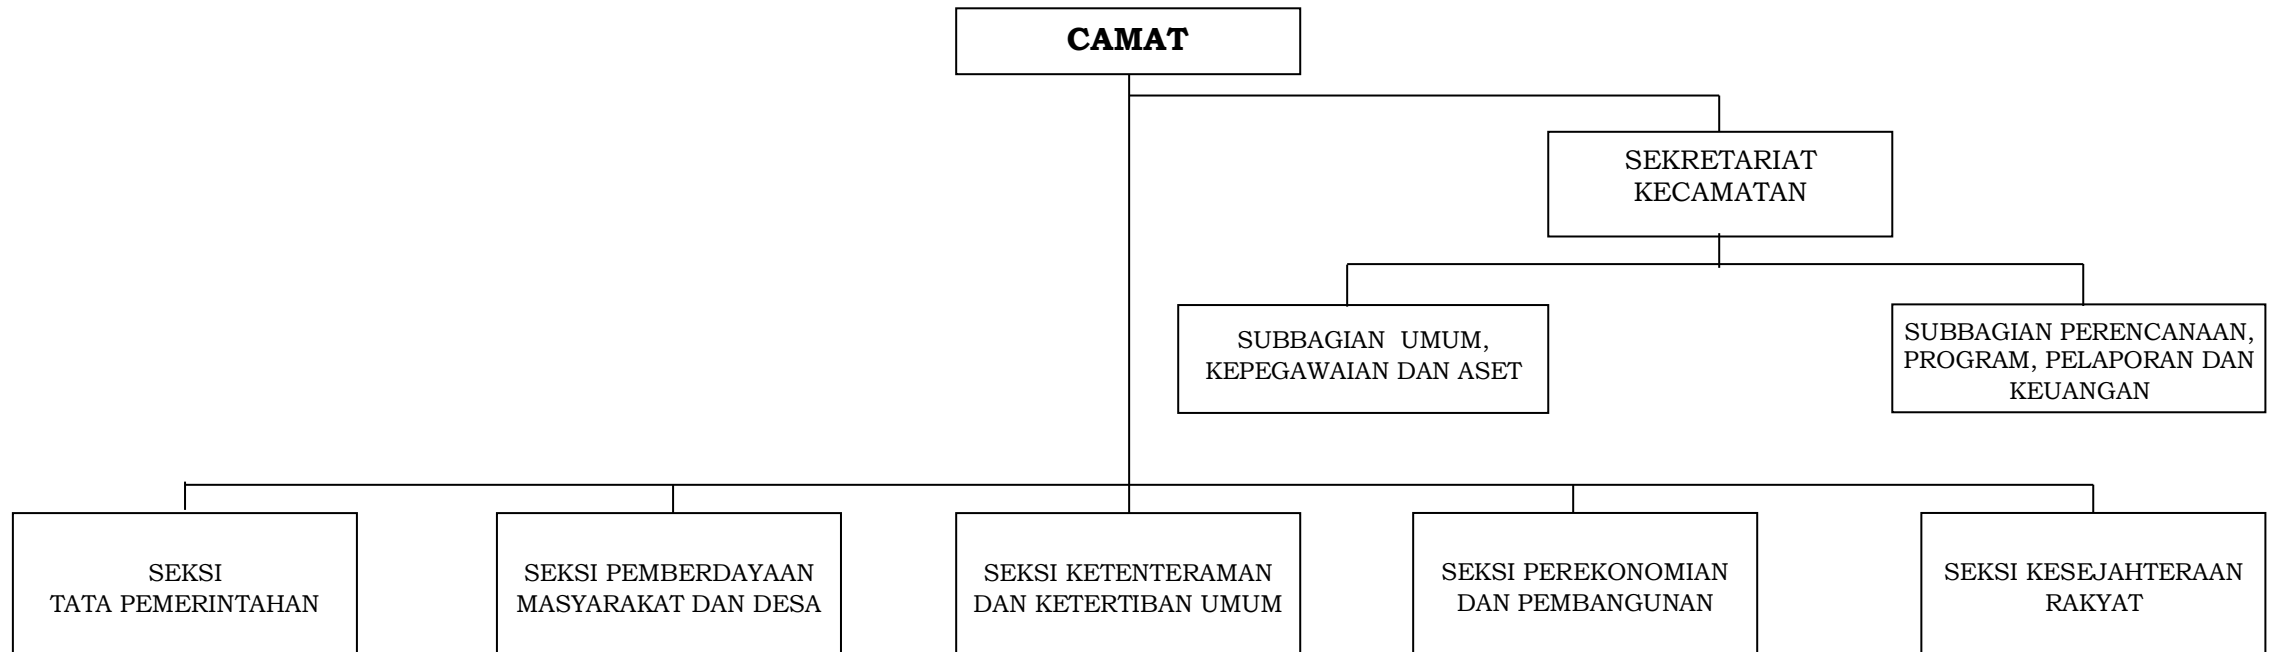 CAMAT
SEKRETARIAT
KECAMATAN
SUBBAGIAN  UMUM,
KEPEGAWAIAN DAN ASET
SUBBAGIAN PERENCANAAN,
PROGRAM, PELAPORAN DAN
KEUANGAN
SEKSI
TATA PEMERINTAHAN
SEKSI PEMBERDAYAAN
MASYARAKAT DAN DESA
SEKSI KETENTERAMAN
DAN KETERTIBAN UMUM
SEKSI PEREKONOMIAN
DAN PEMBANGUNAN
SEKSI KESEJAHTERAAN
RAKYAT